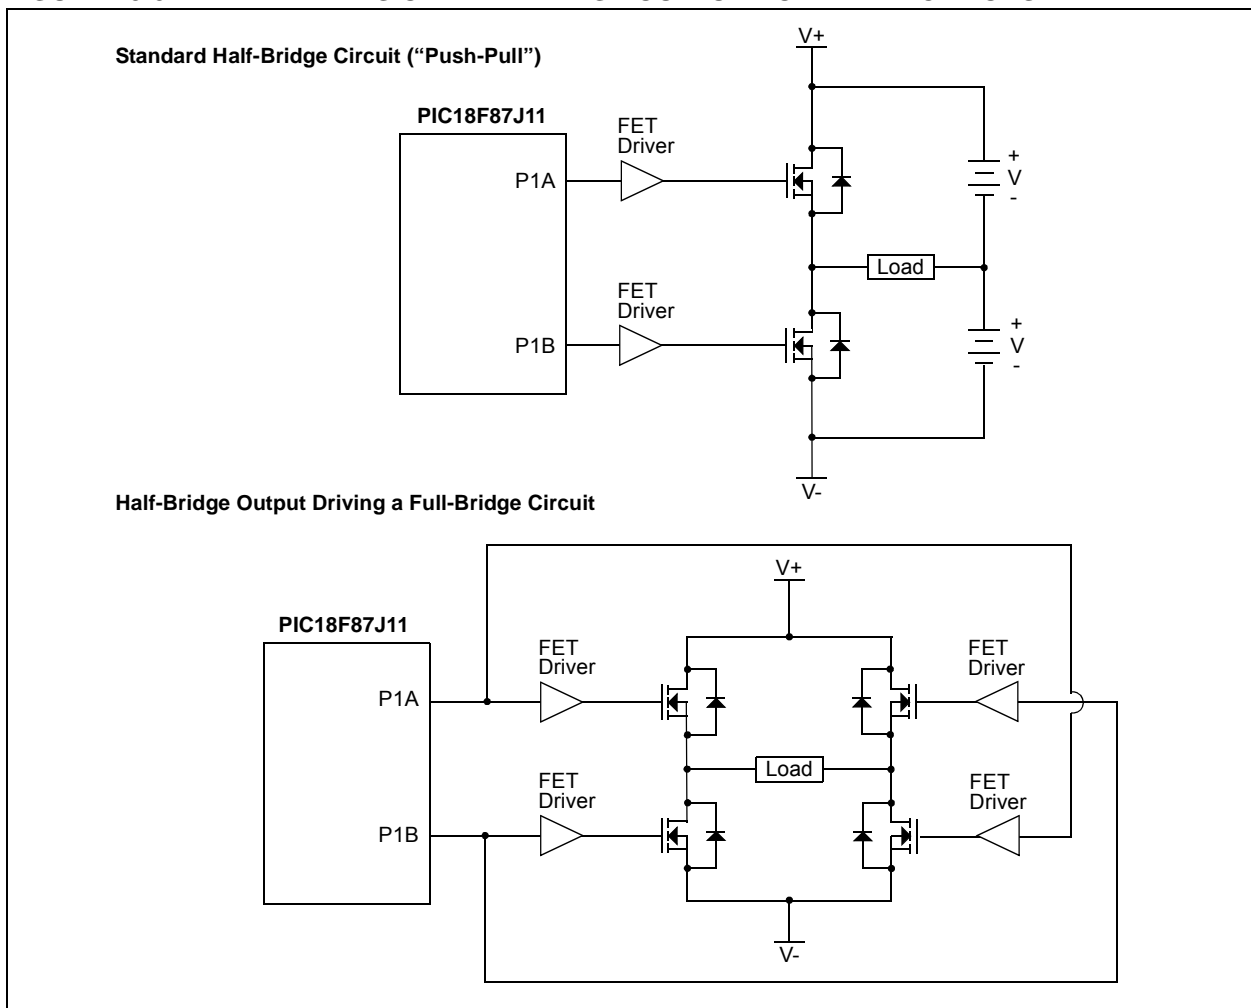 Standard Half-Bridge Circuit (“Push-Pull”)
V+
PIC18F87J11
FET
Driver
P1A
+
V
-
Load
FET
Driver
P1B
+
V
-
V-
Half-Bridge Output Driving a Full-Bridge Circuit
V+
PIC18F87J11
FET
Driver
FET
Driver
P1A
Load
FET
Driver
FET
Driver
P1B
V-